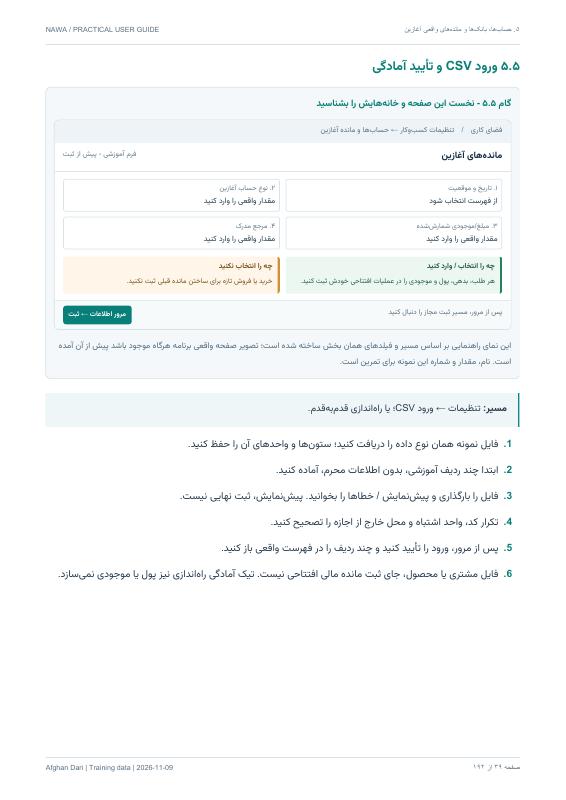 ۵. حساب‌ها، بانک‌ها و مانده‌های واقعی آغازین
NAWA / PRACTICAL USER GUIDE
۵.۵ ورود CSV و تأیید آمادگی
گام ۵.۵ - نخست این صفحه و خانه‌هایش را بشناسید
فضای کاری / تنظیمات کسب‌وکار ← حساب‌ها و مانده آغازین
مانده‌های آغازین
فرم آموزشی - پیش از ثبت
۱. تاریخ و موقعیت
از فهرست انتخاب شود
۲. نوع حساب آغازین
مقدار واقعی را وارد کنید
۳. مبلغ/موجودی شمارش‌شده
مقدار واقعی را وارد کنید
۴. مرجع مدرک
مقدار واقعی را وارد کنید
چه را انتخاب / وارد کنید
هر طلب، بدهی، پول و موجودی را در عملیات افتتاحی خودش ثبت کنید.
چه را انتخاب نکنید
خرید یا فروش تازه برای ساختن مانده قبلی ثبت نکنید.
پس از مرور، مسیر ثبت مجاز را دنبال کنید
مرور اطلاعات ← ثبت
این نمای راهنمایی بر اساس مسیر و فیلدهای همان بخش ساخته شده است؛ تصویر صفحه واقعی برنامه هرگاه موجود باشد پیش از آن آمده
است. نام، مقدار و شماره این نمونه برای تمرین است.
مسیر: تنظیمات ← ورود CSV؛ یا راه‌اندازی قدم‌به‌قدم.
1. فایل نمونه همان نوع داده را دریافت کنید؛ ستون‌ها و واحدهای آن را حفظ کنید.
2. ابتدا چند ردیف آموزشی، بدون اطلاعات محرم، آماده کنید.
3. فایل را بارگذاری و پیش‌نمایش / خطاها را بخوانید. پیش‌نمایش، ثبت نهایی نیست.
4. تکرار کد، واحد اشتباه و محل خارج از اجازه را تصحیح کنید.
5. پس از مرور، ورود را تأیید کنید و چند ردیف را در فهرست واقعی باز کنید.
6. فایل مشتری یا محصول، جای ثبت مانده مالی افتتاحی نیست. تیک آمادگی راه‌اندازی نیز پول یا موجودی نمی‌سازد.
صفحه ۳۹ از ۱۹۲
Afghan Dari | Training data | 2026-11-09